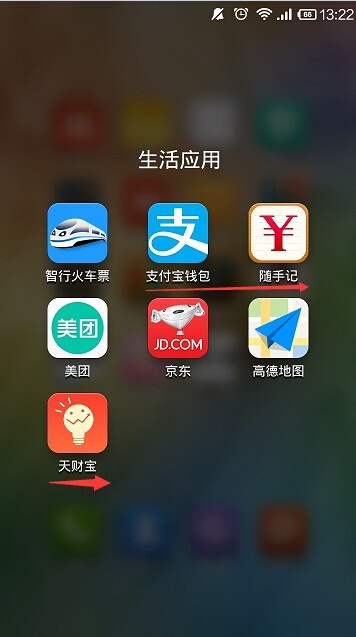 66 13:22
生活应用
支
¥
智行火车票 支付宝钱包 随手记
美团
JD.COM
美团 京东 高德地图
天财宝